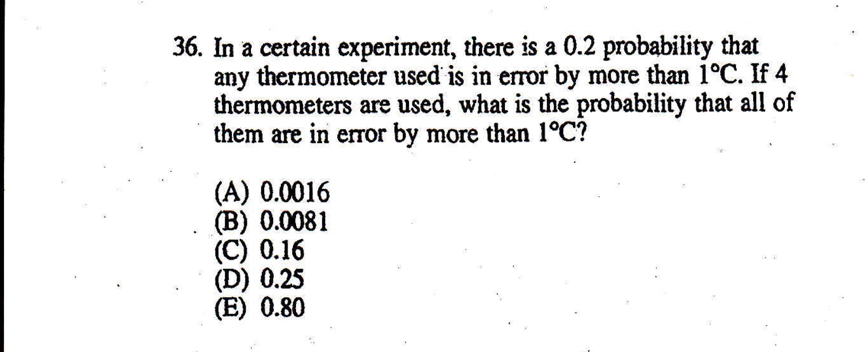 36. In a certain experiment, there is a 0.2 probability that
any thermometer used is in error by more than 1°C. If 4
thermometers are used, what is the probability that all of
them are in error by more than 1°C?
(A) 0.0016
(B) 0.0081
(C) 0.16
(D) 0.25
(E) 0.80